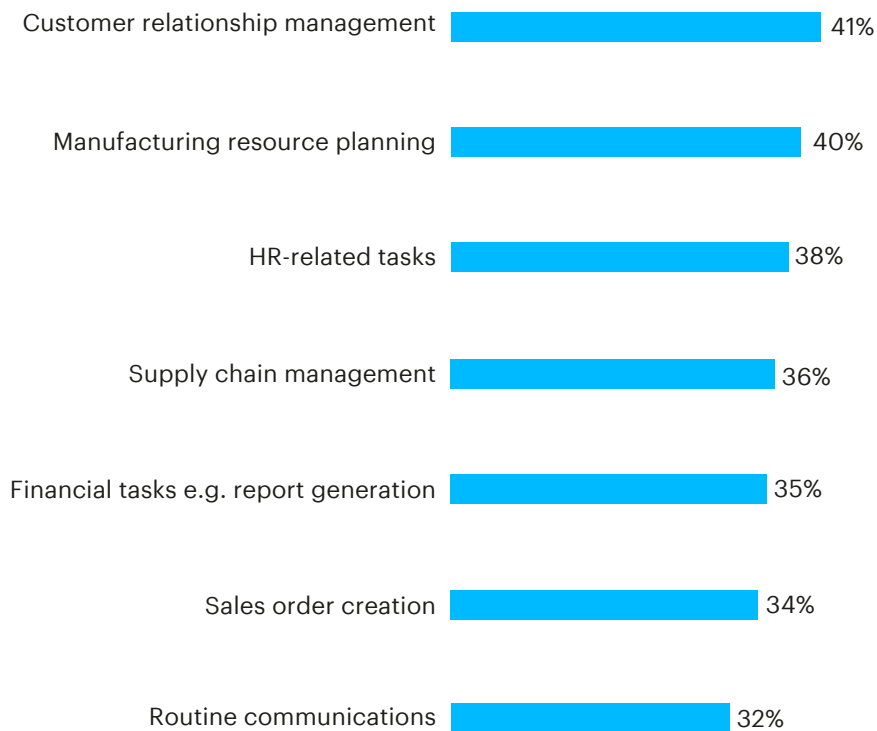 Customer relationship management 41%
Manufacturing resource planning 40%
HR-related tasks 38%
Supply chain management 36%
Financial tasks e.g. report generation 35%
Sales order creation 34%
Routine communications 32%